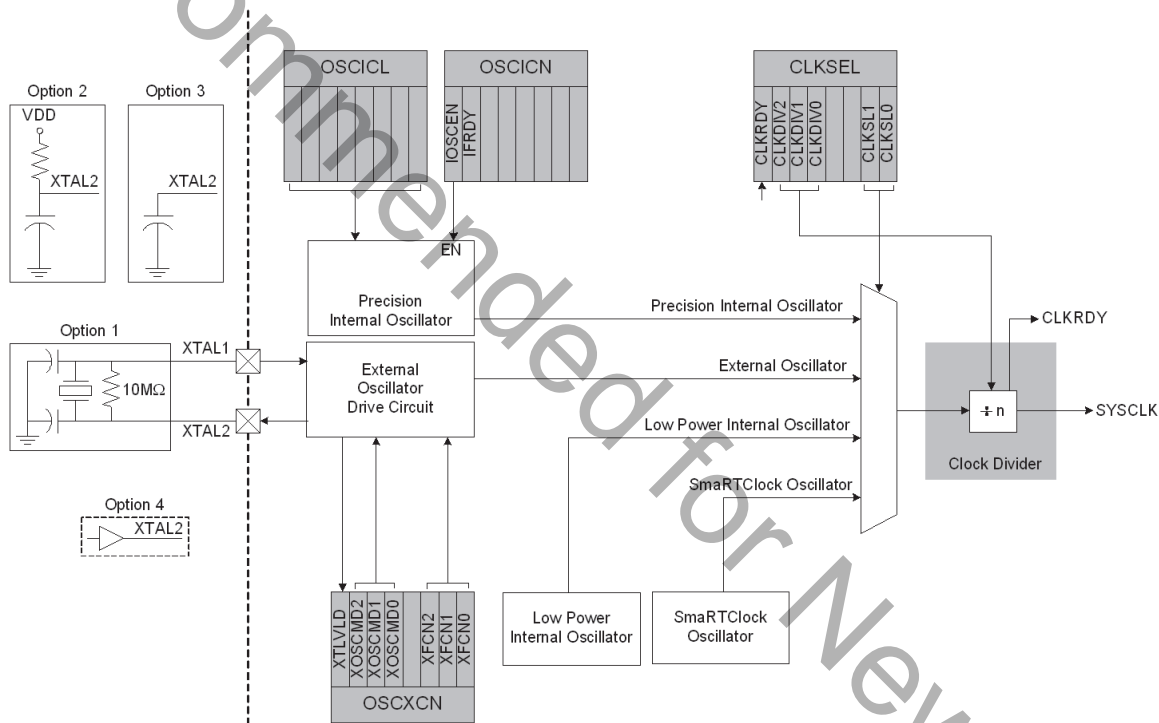 OSCICL
OSCICN
CLKSEL
IOSCEN
IFRDY
CLKRDY
CLKDIV2
CLKDIV1
CLKDIV0
CLKSL1
CLKSL0
Option 2
VDD
XTAL2
Option 3
XTAL2
EN
Precision
Internal Oscillator
Precision Internal Oscillator
CLKRDY
Option 1
XTAL1
10MΩ
XTAL2
External
Oscillator
Drive Circuit
External Oscillator
Low Power Internal Oscillator
SmaRTClock Oscillator
÷ n
SYSCLK
Clock Divider
Option 4
XTAL2
XTLVLD
XOSCMD2
XOSCMD1
XOSCMD0
XFCN2
XFCN1
XFCN0
OSCXCN
Low Power
Internal Oscillator
SmaRTClock
Oscillator
ommended for New